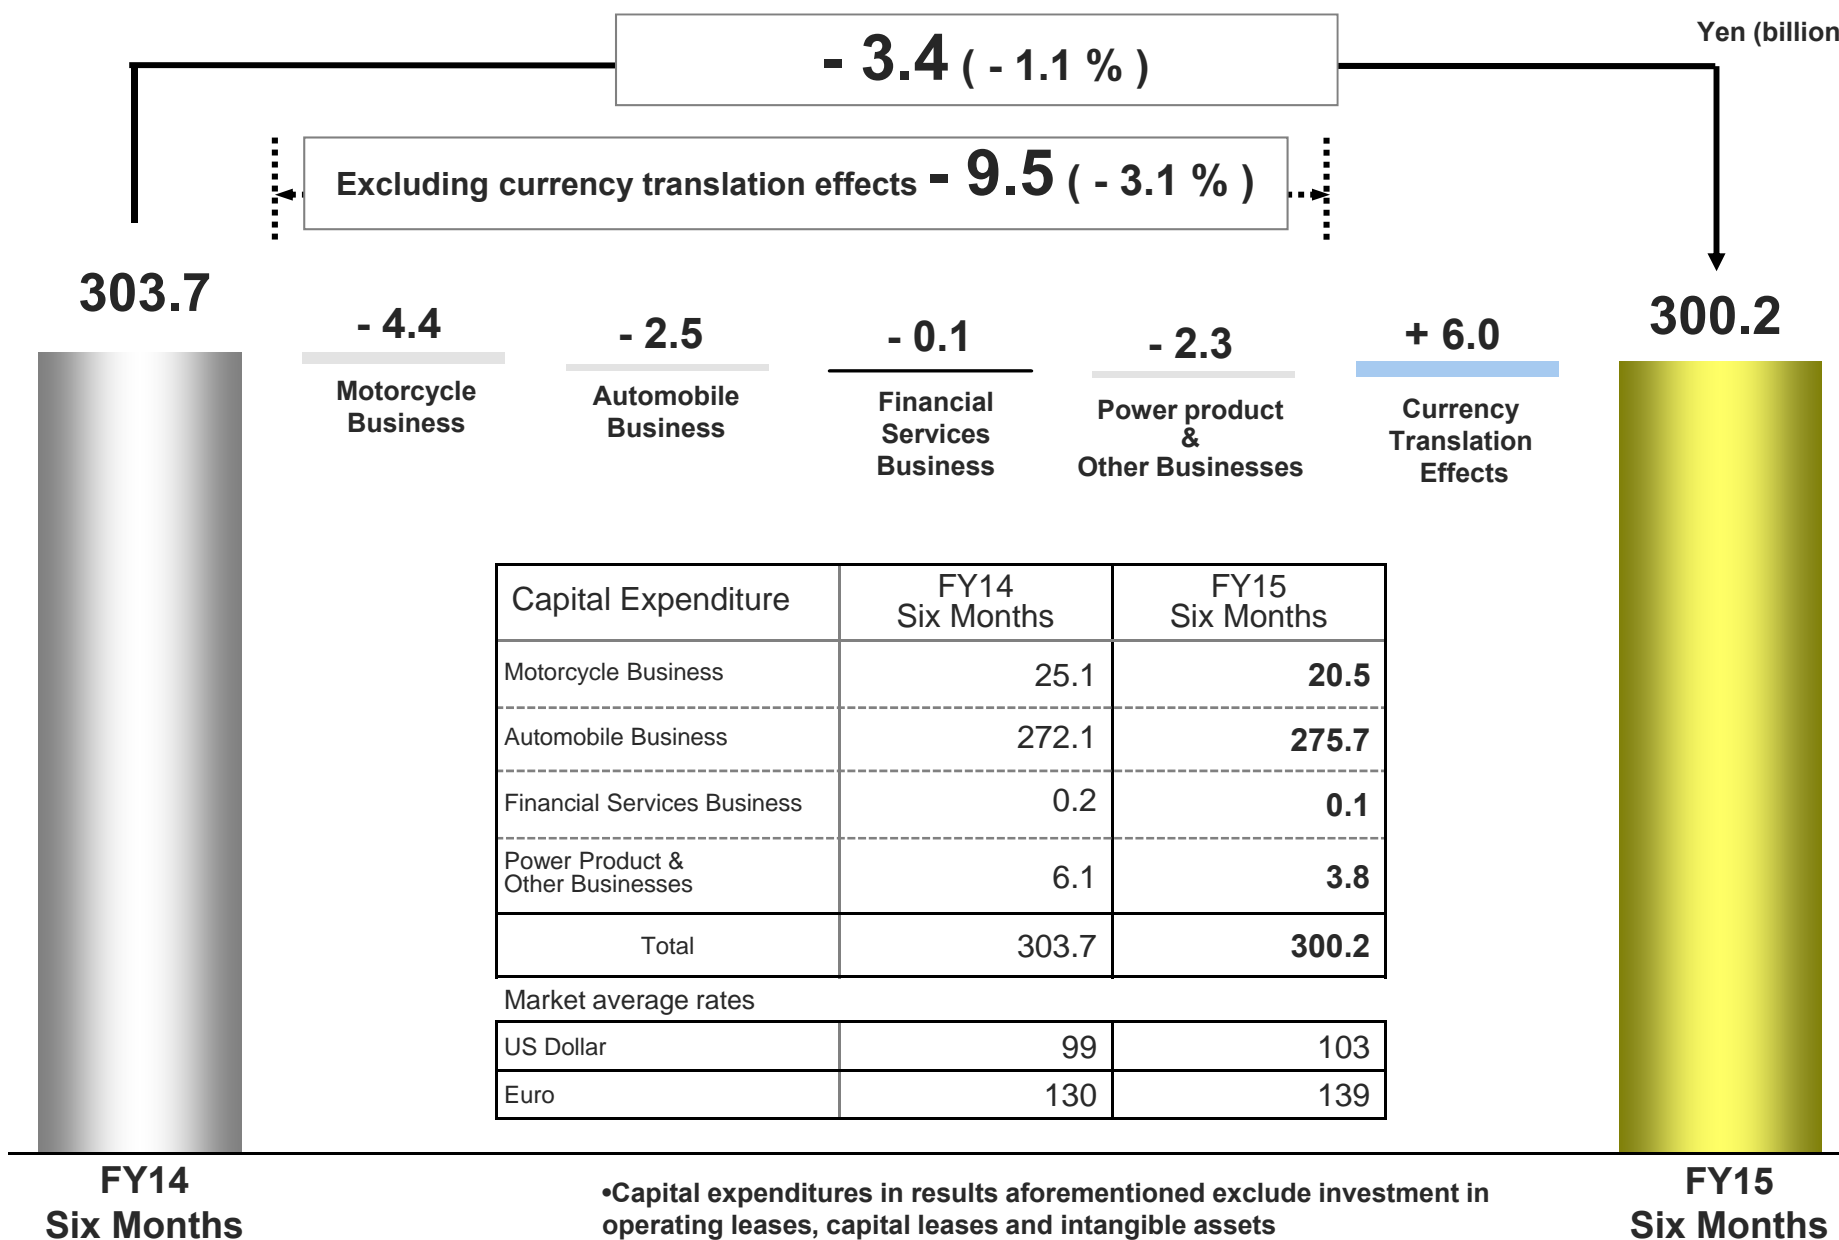 Yen (billion
- 3.4 ( - 1.1 % )
Excluding currency translation effects - 9.5 ( - 3.1 % )
303.7
- 4.4
- 2.5
- 0.1
- 2.3
+ 6.0
300.2
Motorcycle
Business
Automobile
Business
Financial
Services
Business
Power product
&
Other Businesses
Currency
Translation
Effects
Capital Expenditure
FY14
Six Months
FY15
Six Months
Motorcycle Business 25.1 20.5
Automobile Business 272.1 275.7
Financial Services Business 0.2 0.1
Power Product &
Other Businesses 6.1 3.8
Total 303.7 300.2
Market average rates
US Dollar 99 103
Euro 130 139
FY14
Six Months
•Capital expenditures in results aforementioned exclude investment in
operating leases, capital leases and intangible assets
FY15
Six Months